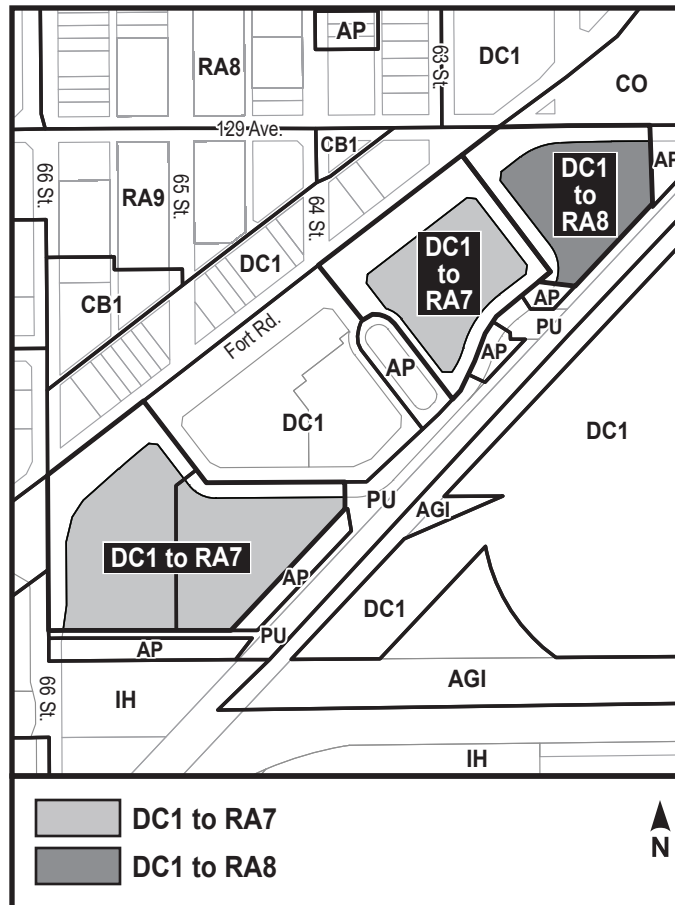 AP
63 St.
DC1
RA8
CO
129 Ave.
CB1
AP
66 St.
65 St.
RA9
64 St.
DC1
to
RA8
DC1
DC1
to
RA7
CB1
AP
PU
Fort Rd.
AP
AP
DC1
DC1
PU
AGI
DC1 to RA7
AP
DC1
PU
AP
66 St.
IH
AGI
IH
DC1 to RA7
DC1 to RA8
N